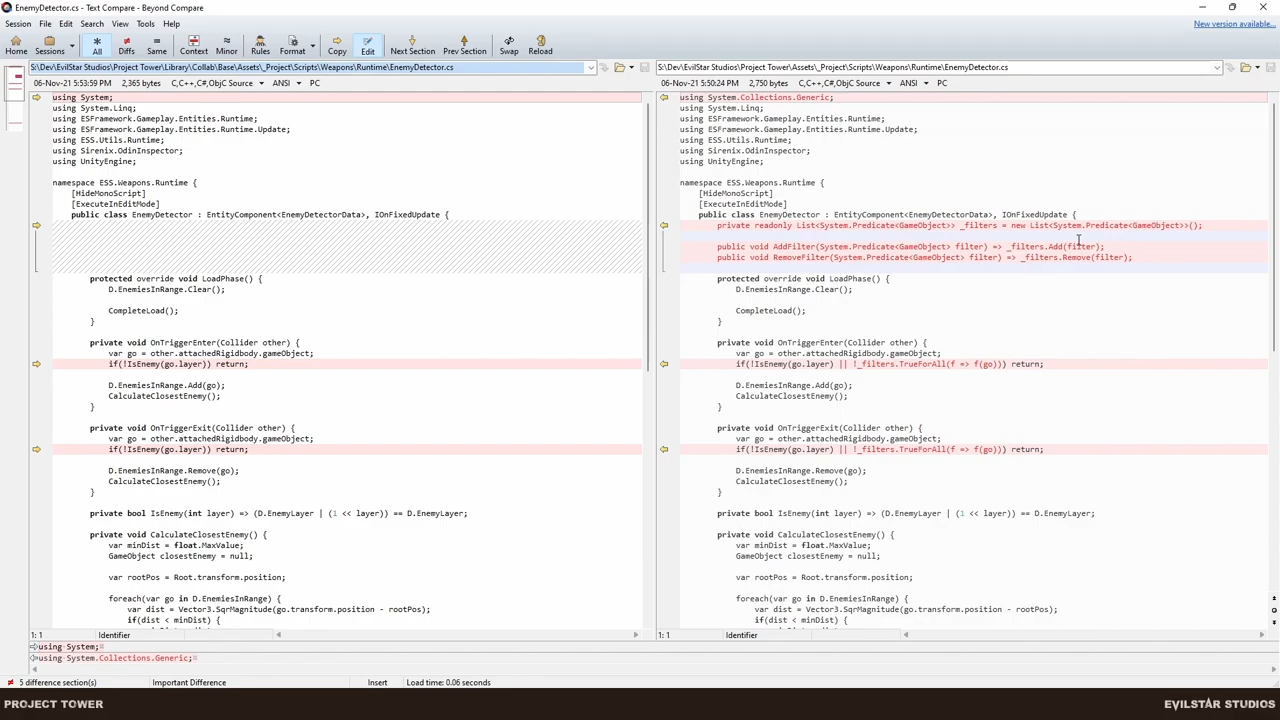 EnemyDetector.cs - Text Compare - Beyond Compare
Session File Edit Search View Tools Help
New version available...
Home Sessions All Diffs Same Context Minor Rules Format Copy Edit Next Section Prev Section Swap Reload
S:\Dev\EvilStar Studios\Project Tower\Library\Collab\Base\Assets\_Project\Scripts\Weapons\Runtime\EnemyDetector.cs
06-Nov-21 5:53:59 PM 2,365 bytes C,C++,C#,ObjC Source ANSI PC
using System;
using System.Linq;
using ESFramework.Gameplay.Entities.Runtime;
using ESFramework.Gameplay.Entities.Runtime.Update;
using ESS.Utils.Runtime;
using Sirenix.OdinInspector;
using UnityEngine;
namespace ESS.Weapons.Runtime {
[HideMonoScript]
[ExecuteInEditMode]
public class EnemyDetector : EntityComponent<EnemyDetectorData>, IOnFixedUpdate {
protected override void LoadPhase() {
D.EnemiesInRange.Clear();
CompleteLoad();
}
private void OnTriggerEnter(Collider other) {
var go = other.attachedRigidbody.gameObject;
if(!IsEnemy(go.layer)) return;
D.EnemiesInRange.Add(go);
CalculateClosestEnemy();
}
private void OnTriggerExit(Collider other) {
var go = other.attachedRigidbody.gameObject;
if(!IsEnemy(go.layer)) return;
D.EnemiesInRange.Remove(go);
CalculateClosestEnemy();
}
private bool IsEnemy(int layer) => (D.EnemyLayer | (1 << layer)) == D.EnemyLayer;
private void CalculateClosestEnemy() {
var minDist = float.MaxValue;
GameObject closestEnemy = null;
var rootPos = Root.transform.position;
foreach(var go in D.EnemiesInRange) {
var dist = Vector3.SqrMagnitude(go.transform.position - rootPos);
if(dist < minDist) {
1: 1 Identifier
S:\Dev\EvilStar Studios\Project Tower\Assets\_Project\Scripts\Weapons\Runtime\EnemyDetector.cs
06-Nov-21 5:50:24 PM 2,750 bytes C,C++,C#,ObjC Source ANSI PC
using System.Collections.Generic;
using System.Linq;
using ESFramework.Gameplay.Entities.Runtime;
using ESFramework.Gameplay.Entities.Runtime.Update;
using ESS.Utils.Runtime;
using Sirenix.OdinInspector;
using UnityEngine;
namespace ESS.Weapons.Runtime {
[HideMonoScript]
[ExecuteInEditMode]
public class EnemyDetector : EntityComponent<EnemyDetectorData>, IOnFixedUpdate {
private readonly List<System.Predicate<GameObject>> _filters = new List<System.Predicate<GameObject>>();
public void AddFilter(System.Predicate<GameObject> filter) => _filters.Add(filter);
public void RemoveFilter(System.Predicate<GameObject> filter) => _filters.Remove(filter);
protected override void LoadPhase() {
D.EnemiesInRange.Clear();
CompleteLoad();
}
private void OnTriggerEnter(Collider other) {
var go = other.attachedRigidbody.gameObject;
if(!IsEnemy(go.layer) || !_filters.TrueForAll(f => f(go))) return;
D.EnemiesInRange.Add(go);
CalculateClosestEnemy();
}
private void OnTriggerExit(Collider other) {
var go = other.attachedRigidbody.gameObject;
if(!IsEnemy(go.layer) || !_filters.TrueForAll(f => f(go))) return;
D.EnemiesInRange.Remove(go);
CalculateClosestEnemy();
}
private bool IsEnemy(int layer) => (D.EnemyLayer | (1 << layer)) == D.EnemyLayer;
private void CalculateClosestEnemy() {
var minDist = float.MaxValue;
GameObject closestEnemy = null;
var rootPos = Root.transform.position;
foreach(var go in D.EnemiesInRange) {
var dist = Vector3.SqrMagnitude(go.transform.position - rootPos);
if(dist < minDist) {
1: 1 Identifier
using System;
using System.Collections.Generic;
5 difference section(s) Important Difference Insert Load time: 0.06 seconds
PROJECT TOWER
EVILSTAR STUDIOS